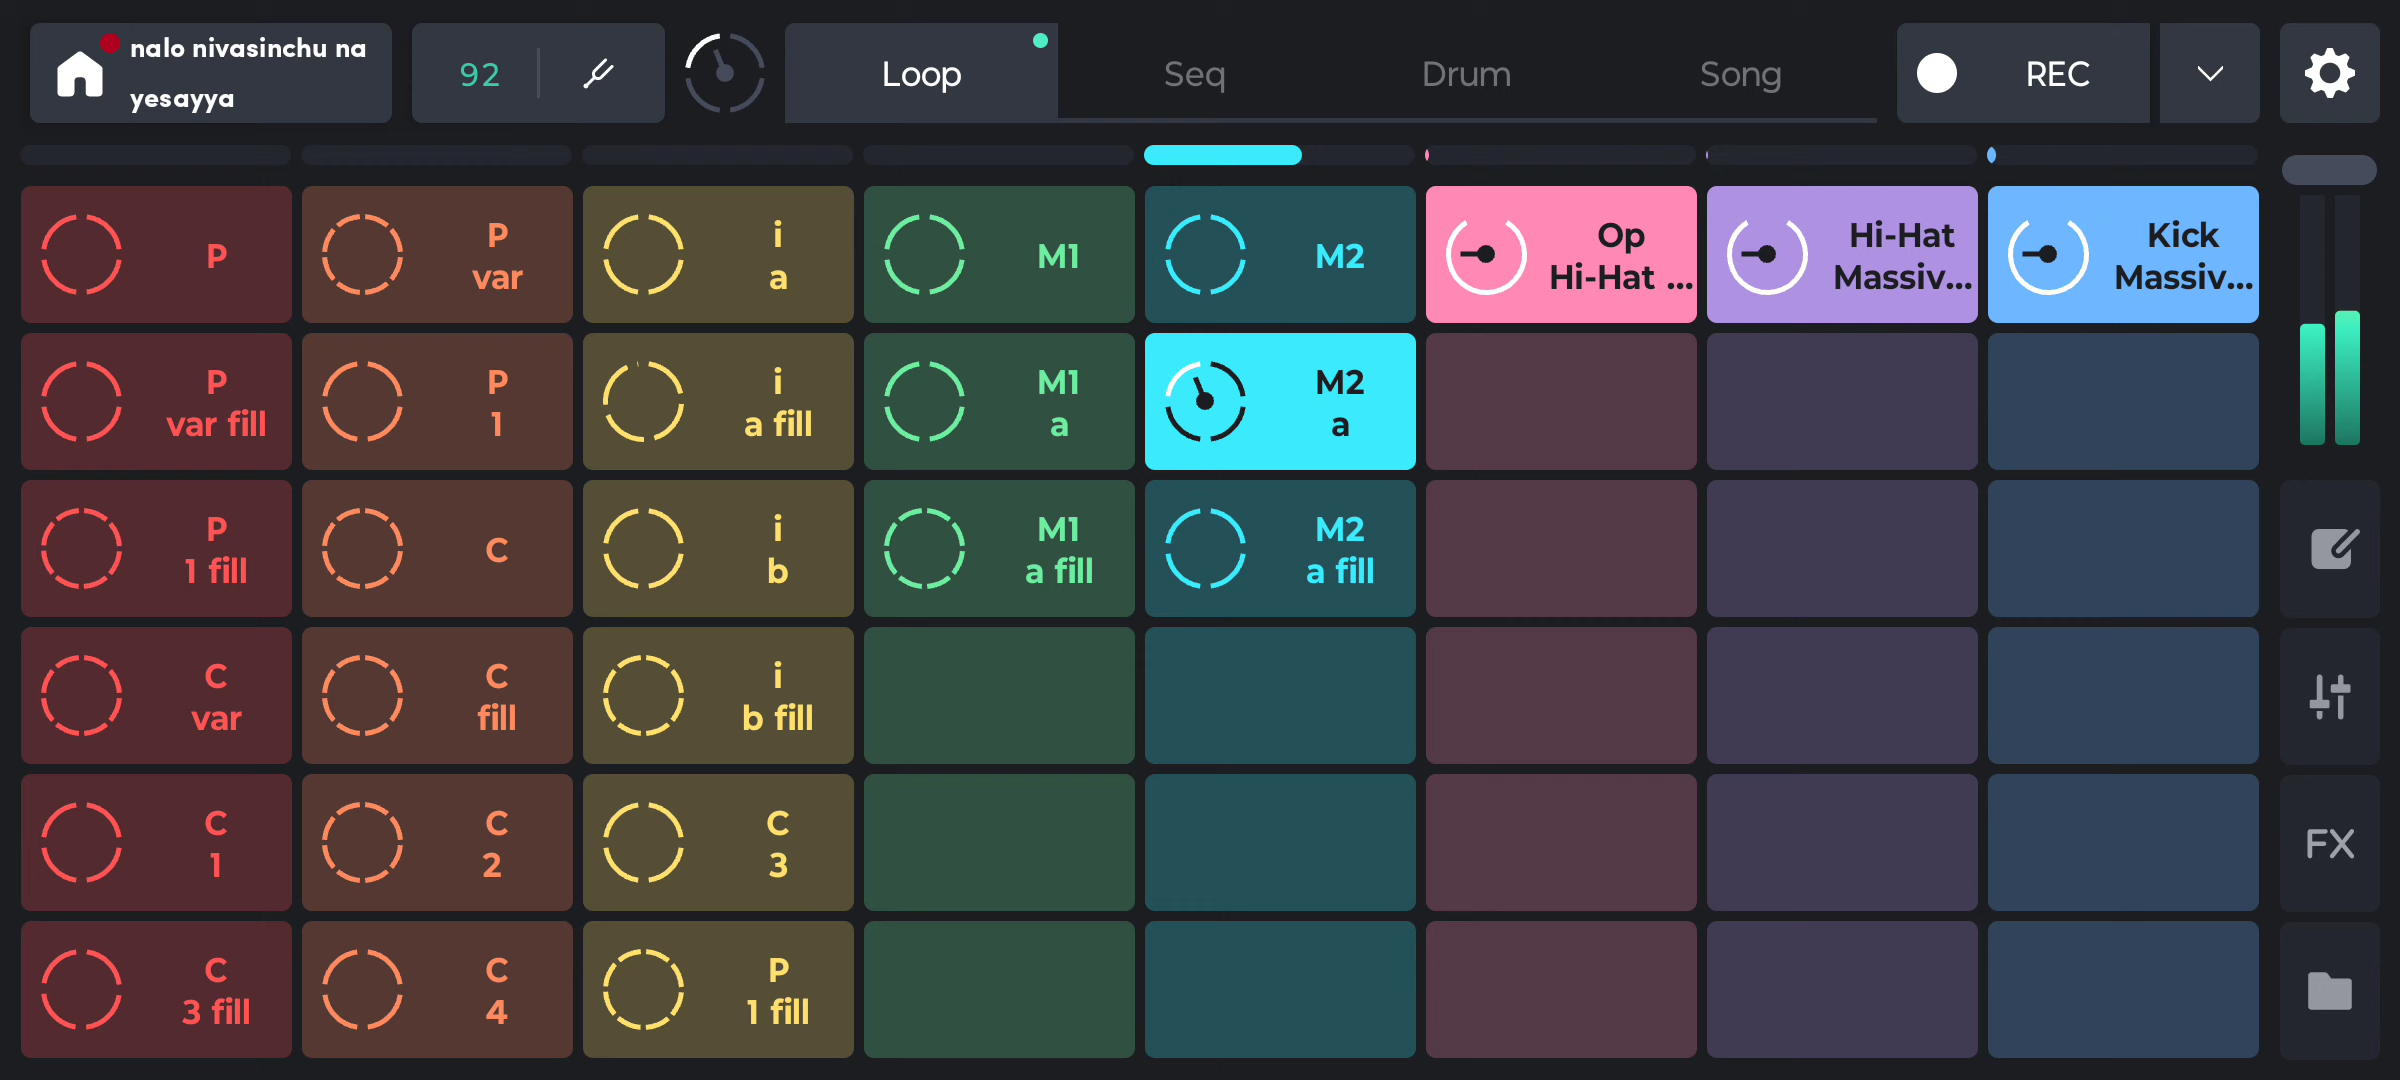 nalo nivasinchu na
yesayya
92
Loop
Seq
Drum
Song
REC
P
P
var
i
a
M1
M2
Op
Hi-Hat ...
Hi-Hat
Massiv...
Kick
Massiv...
P
var fill
P
1
i
a fill
M1
a
M2
a
P
1 fill
C
i
b
M1
a fill
M2
a fill
C
var
C
fill
i
b fill
C
1
C
2
C
3
FX
C
3 fill
C
4
P
1 fill